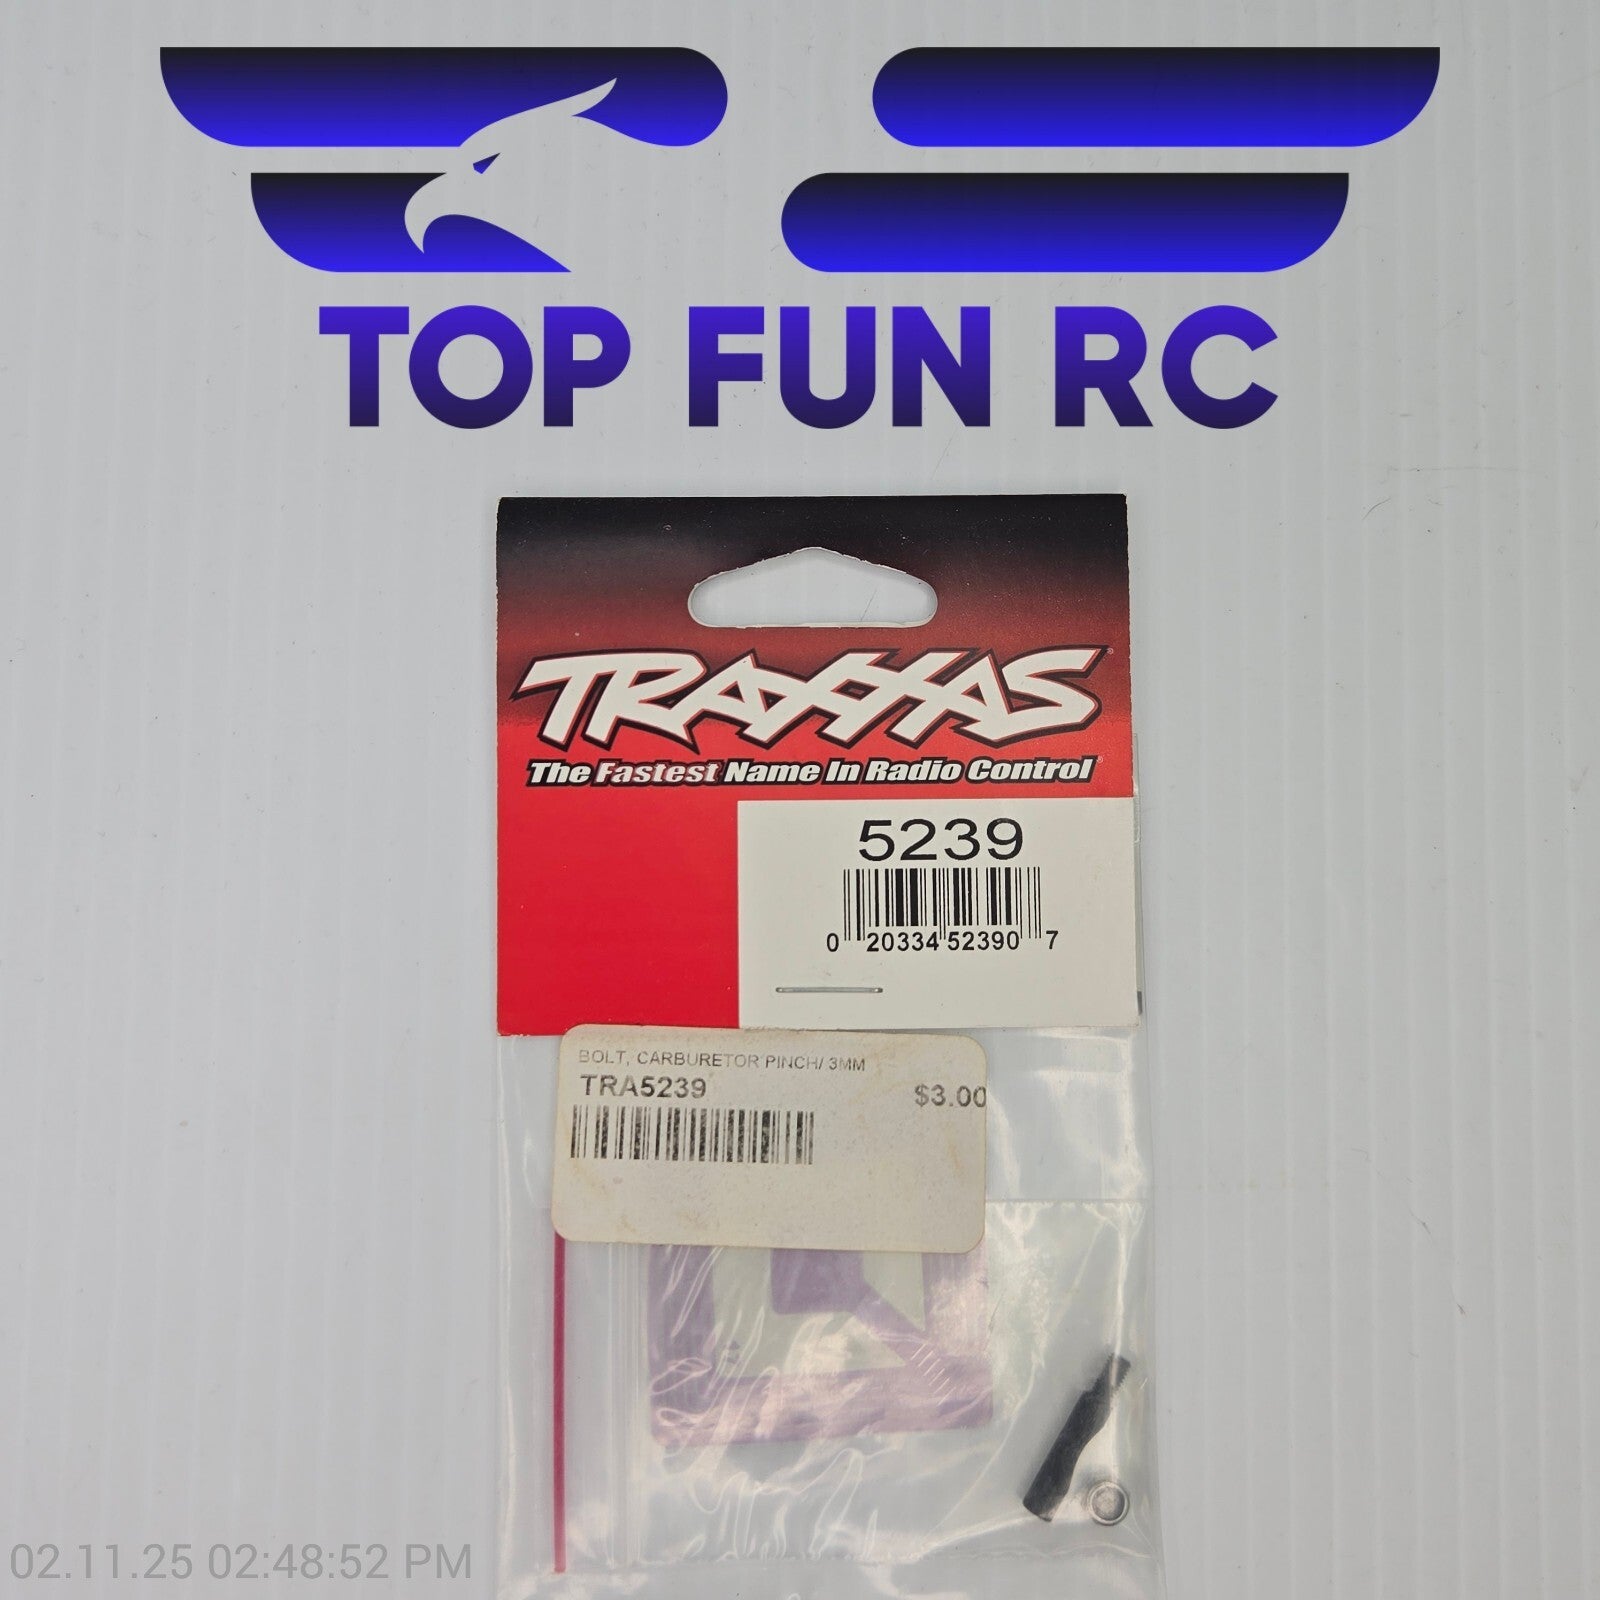 TOP FUN RC
TRAXXAS
The Fastest Name In Radio Control
5239
0 20334 52390 7
BOLT, CARBURETOR PINCH/ 3MM
TRA5239
$3.00
02.11.25 02:48:52 PM